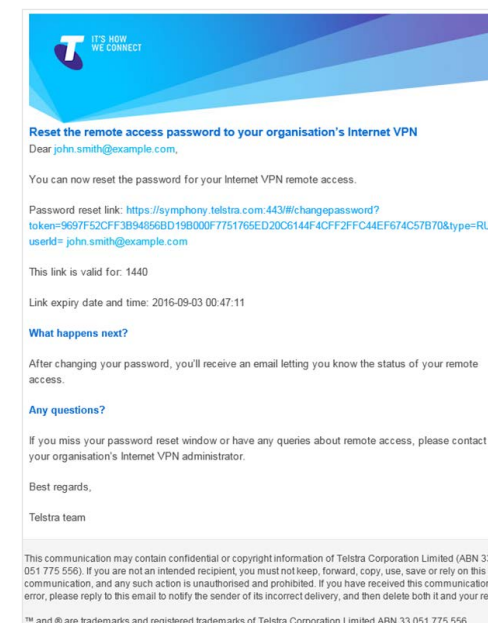 IT'S HOW
WE CONNECT
Reset the remote access password to your organisation's Internet VPN
Dear john.smith@example.com,
You can now reset the password for your Internet VPN remote access.
Password reset link: https://symphony.telstra.com:443/#/changepassword?
token=9697F52CFF3B94856BD19B000F7751765ED20C6144F4CFF2FFC44EF674C57B70&type=RU
userId= john.smith@example.com
This link is valid for: 1440
Link expiry date and time: 2016-09-03 00:47:11
What happens next?
After changing your password, you'll receive an email letting you know the status of your remote
access.
Any questions?
If you miss your password reset window or have any queries about remote access, please contact
your organisation's Internet VPN administrator.
Best regards,
Telstra team
This communication may contain confidential or copyright information of Telstra Corporation Limited (ABN 33
051 775 556). If you are not an intended recipient, you must not keep, forward, copy, use, save or rely on this
communication, and any such action is unauthorised and prohibited. If you have received this communication
error, please reply to this email to notify the sender of its incorrect delivery, and then delete both it and your re
™ and ® are trademarks and registered trademarks of Telstra Corporation Limited ABN 33 051 775 556